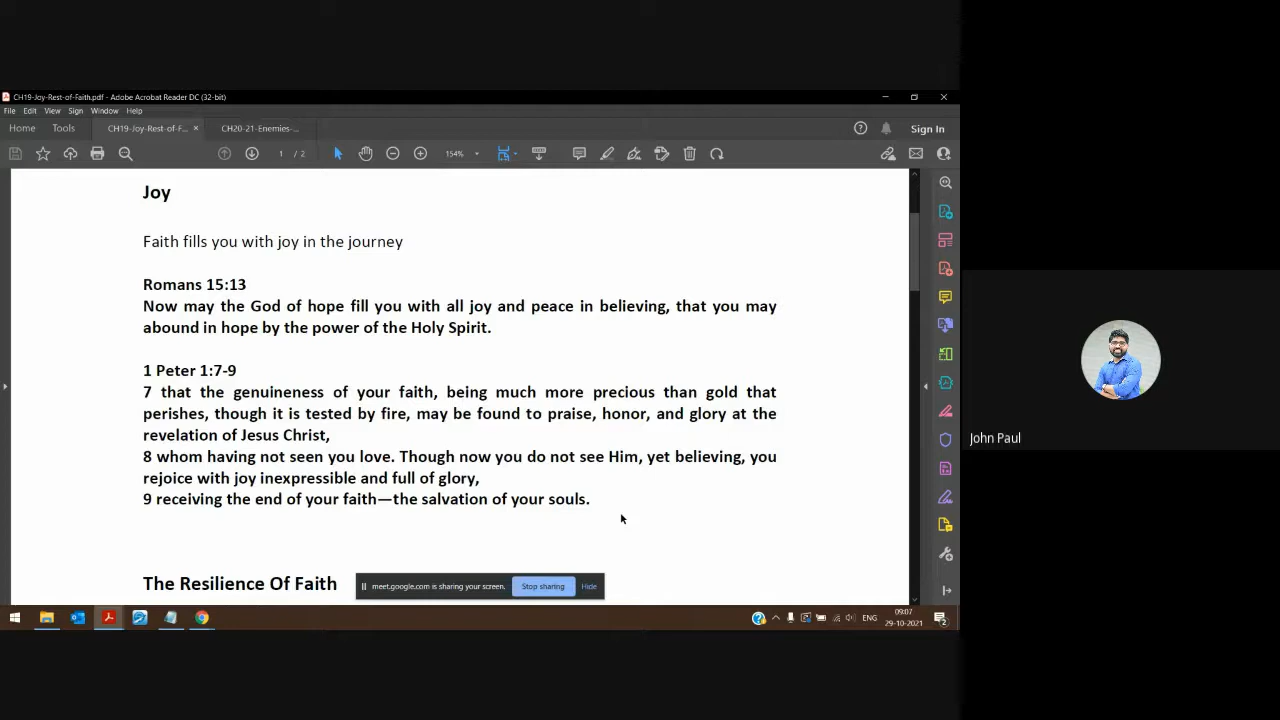 CH19-Joy-Rest-of-Faith.pdf - Adobe Acrobat Reader DC (32-bit)
File Edit View Sign Window Help
Home Tools CH19-Joy-Rest-of-F... × CH20-21-Enemies-... Sign In
1 / 2 154%
Joy
Faith fills you with joy in the journey
Romans 15:13
Now may the God of hope fill you with all joy and peace in believing, that you may
abound in hope by the power of the Holy Spirit.
1 Peter 1:7-9
7 that the genuineness of your faith, being much more precious than gold that
perishes, though it is tested by fire, may be found to praise, honor, and glory at the
revelation of Jesus Christ,
8 whom having not seen you love. Though now you do not see Him, yet believing, you
rejoice with joy inexpressible and full of glory,
9 receiving the end of your faith—the salvation of your souls.
The Resilience Of Faith
meet.google.com is sharing your screen. Stop sharing Hide
ENG 09:07
29-10-2021 2
John Paul